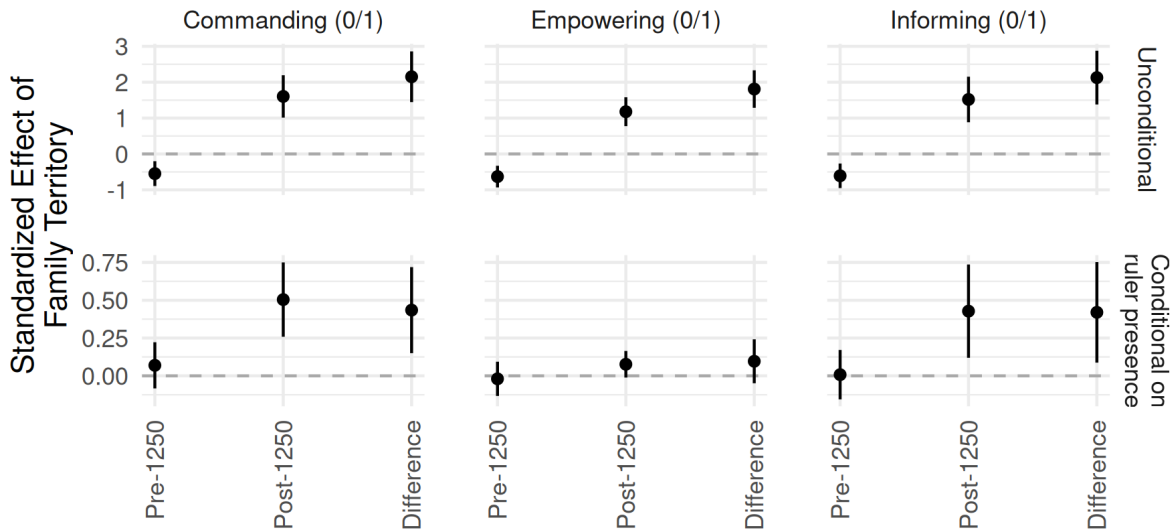 Commanding (0/1)
Empowering (0/1)
Informing (0/1)
Standardized Effect of
Family Territory
3
2
1
0
-1
Unconditional
0.75
0.50
0.25
0.00
Conditional on
ruler presence
Pre-1250
Post-1250
Difference
Pre-1250
Post-1250
Difference
Pre-1250
Post-1250
Difference